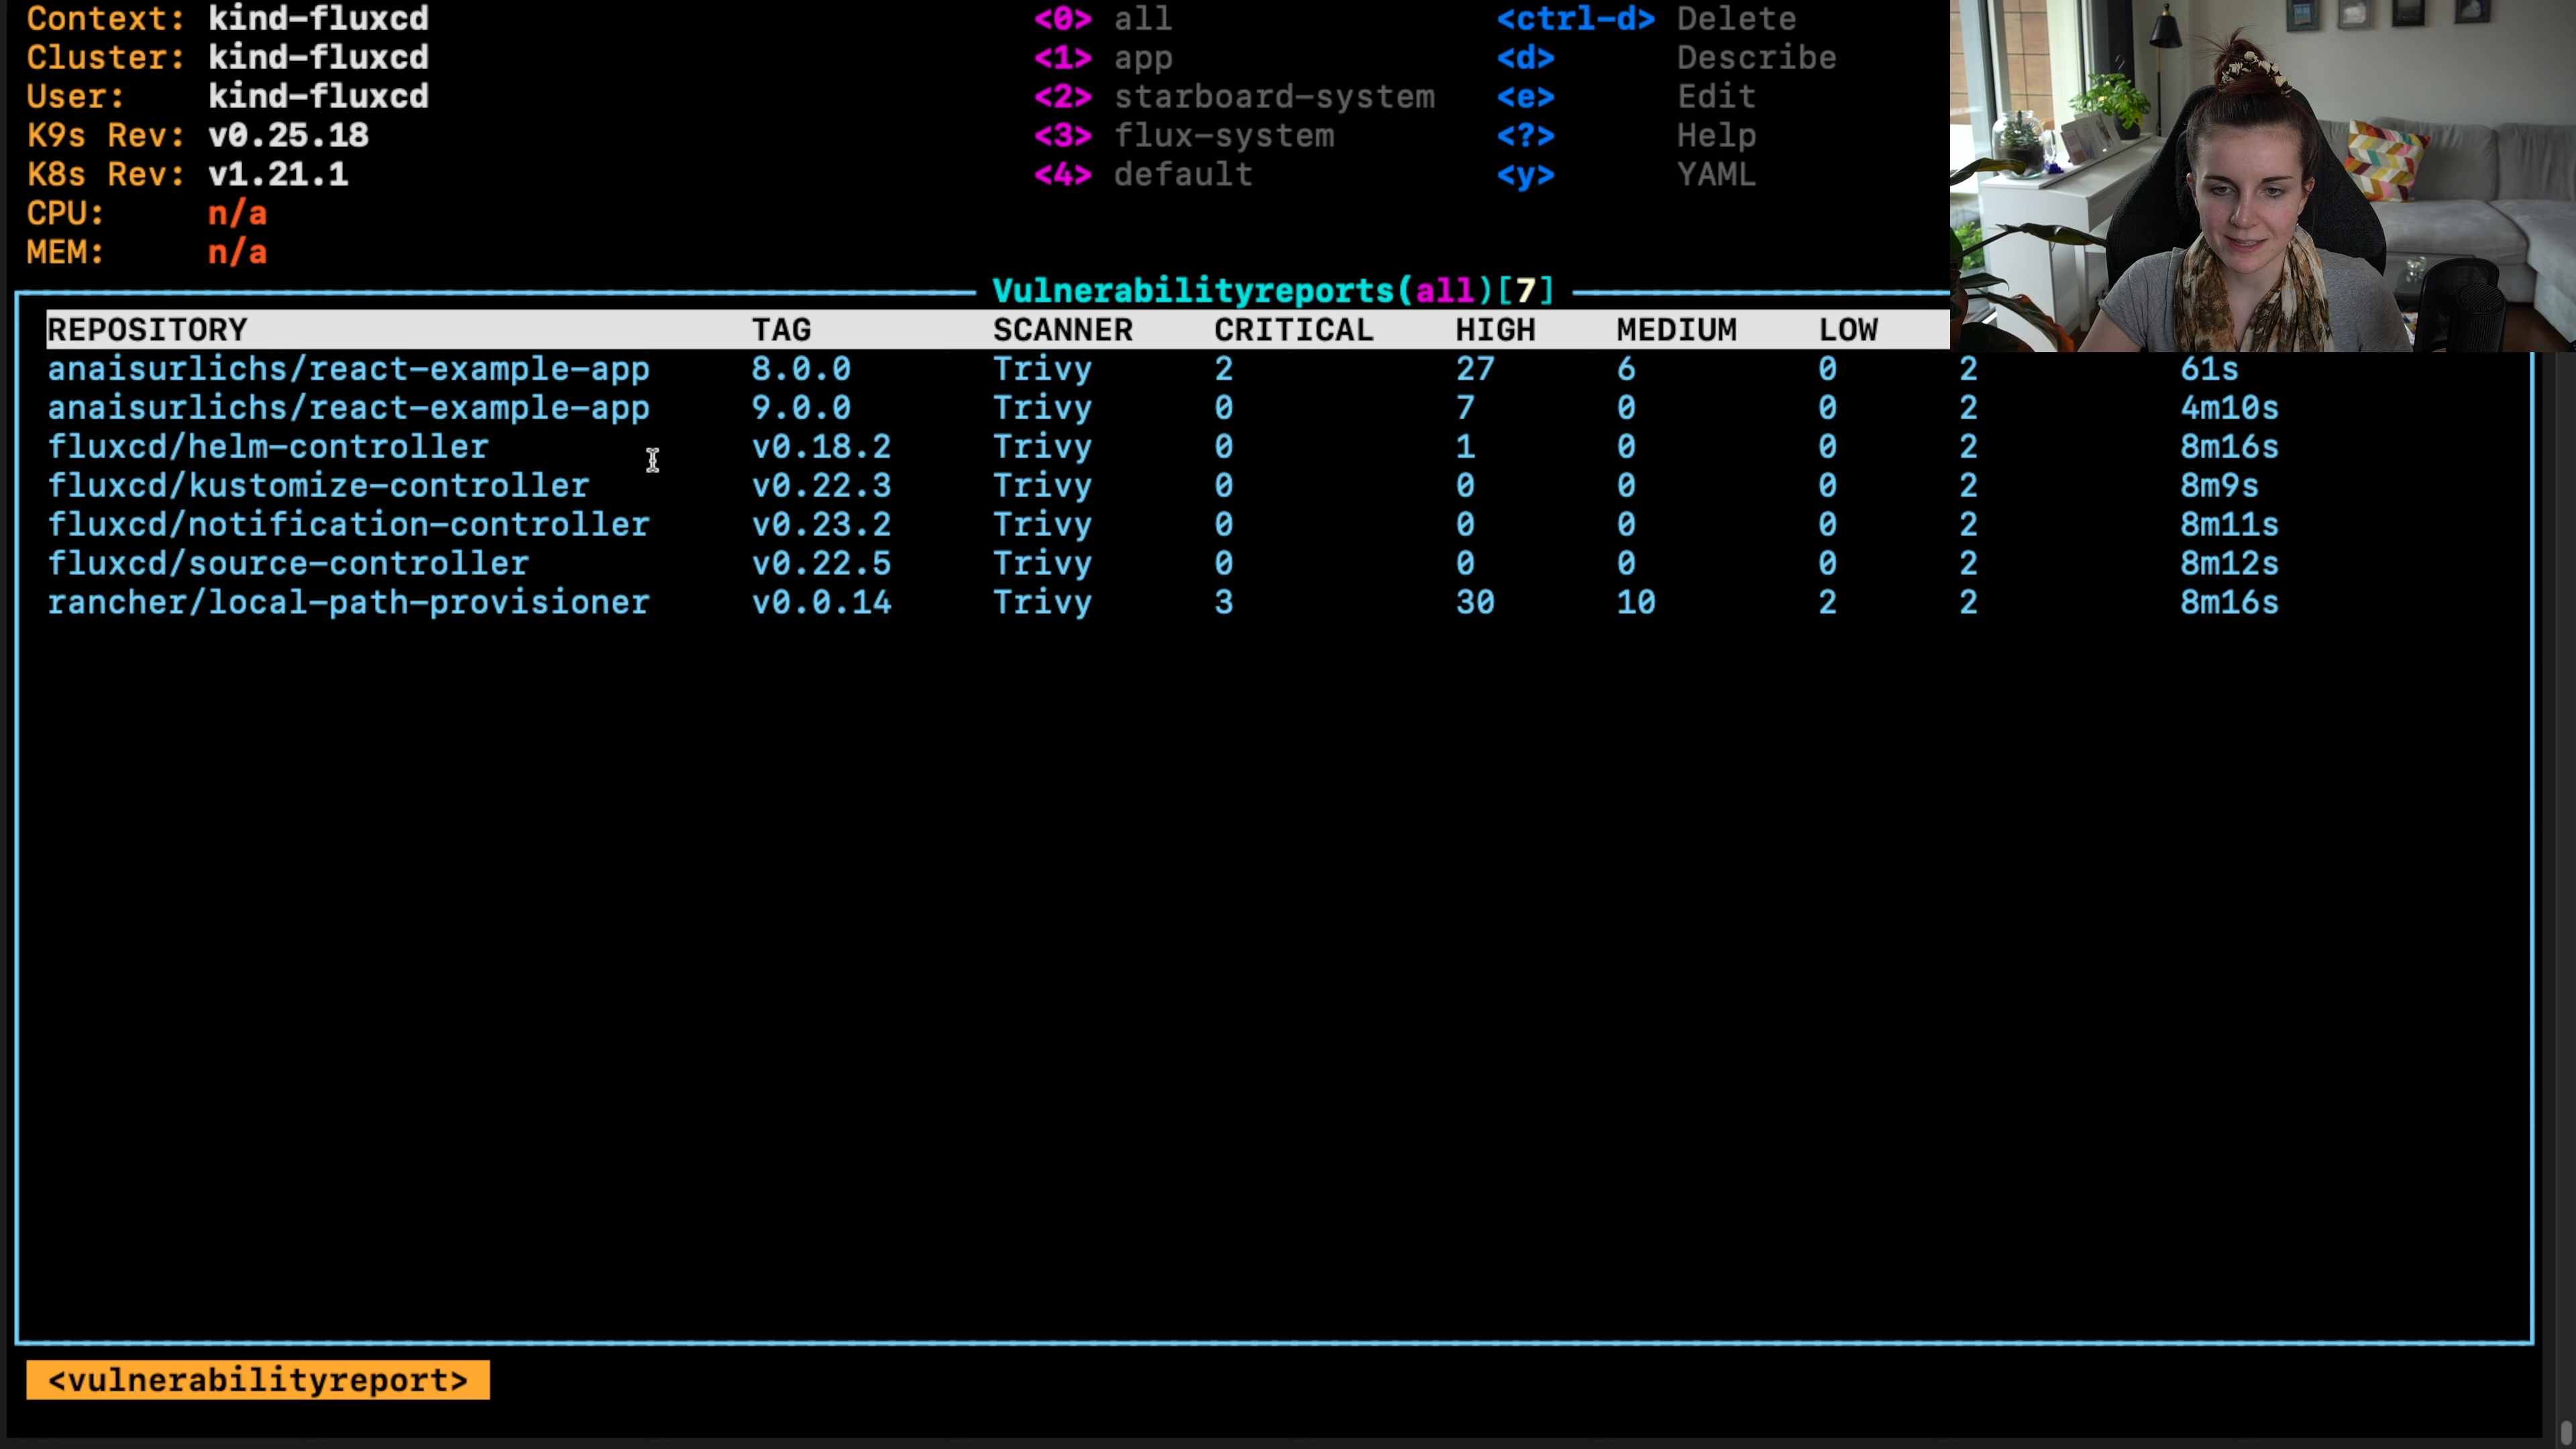 Context: kind-fluxcd <0> all <ctrl-d> Delete
Cluster: kind-fluxcd <1> app <d> Describe
User: kind-fluxcd <2> starboard-system <e> Edit
K9s Rev: v0.25.18 <3> flux-system <?> Help
K8s Rev: v1.21.1 <4> default <y> YAML
CPU: n/a
MEM: n/a
Vulnerabilityreports(all)[7]
REPOSITORY TAG SCANNER CRITICAL HIGH MEDIUM LOW
anaisurlichs/react-example-app 8.0.0 Trivy 2 27 6 0 2 61s
anaisurlichs/react-example-app 9.0.0 Trivy 0 7 0 0 2 4m10s
fluxcd/helm-controller v0.18.2 Trivy 0 1 0 0 2 8m16s
fluxcd/kustomize-controller v0.22.3 Trivy 0 0 0 0 2 8m9s
fluxcd/notification-controller v0.23.2 Trivy 0 0 0 0 2 8m11s
fluxcd/source-controller v0.22.5 Trivy 0 0 0 0 2 8m12s
rancher/local-path-provisioner v0.0.14 Trivy 3 30 10 2 2 8m16s
<vulnerabilityreport>